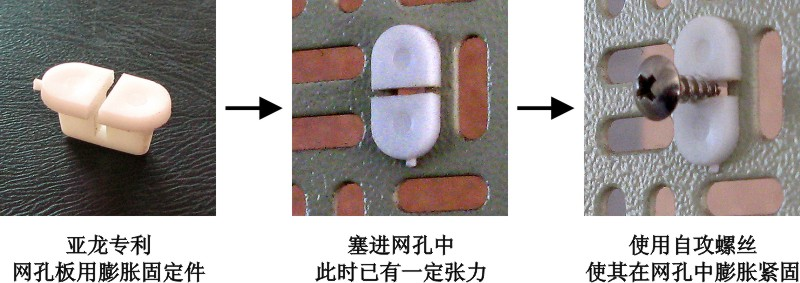 亚龙专利
网孔板用膨胀固定件
塞进网孔中
此时已有一定张力
使用自攻螺丝
使其在网孔中膨胀紧固